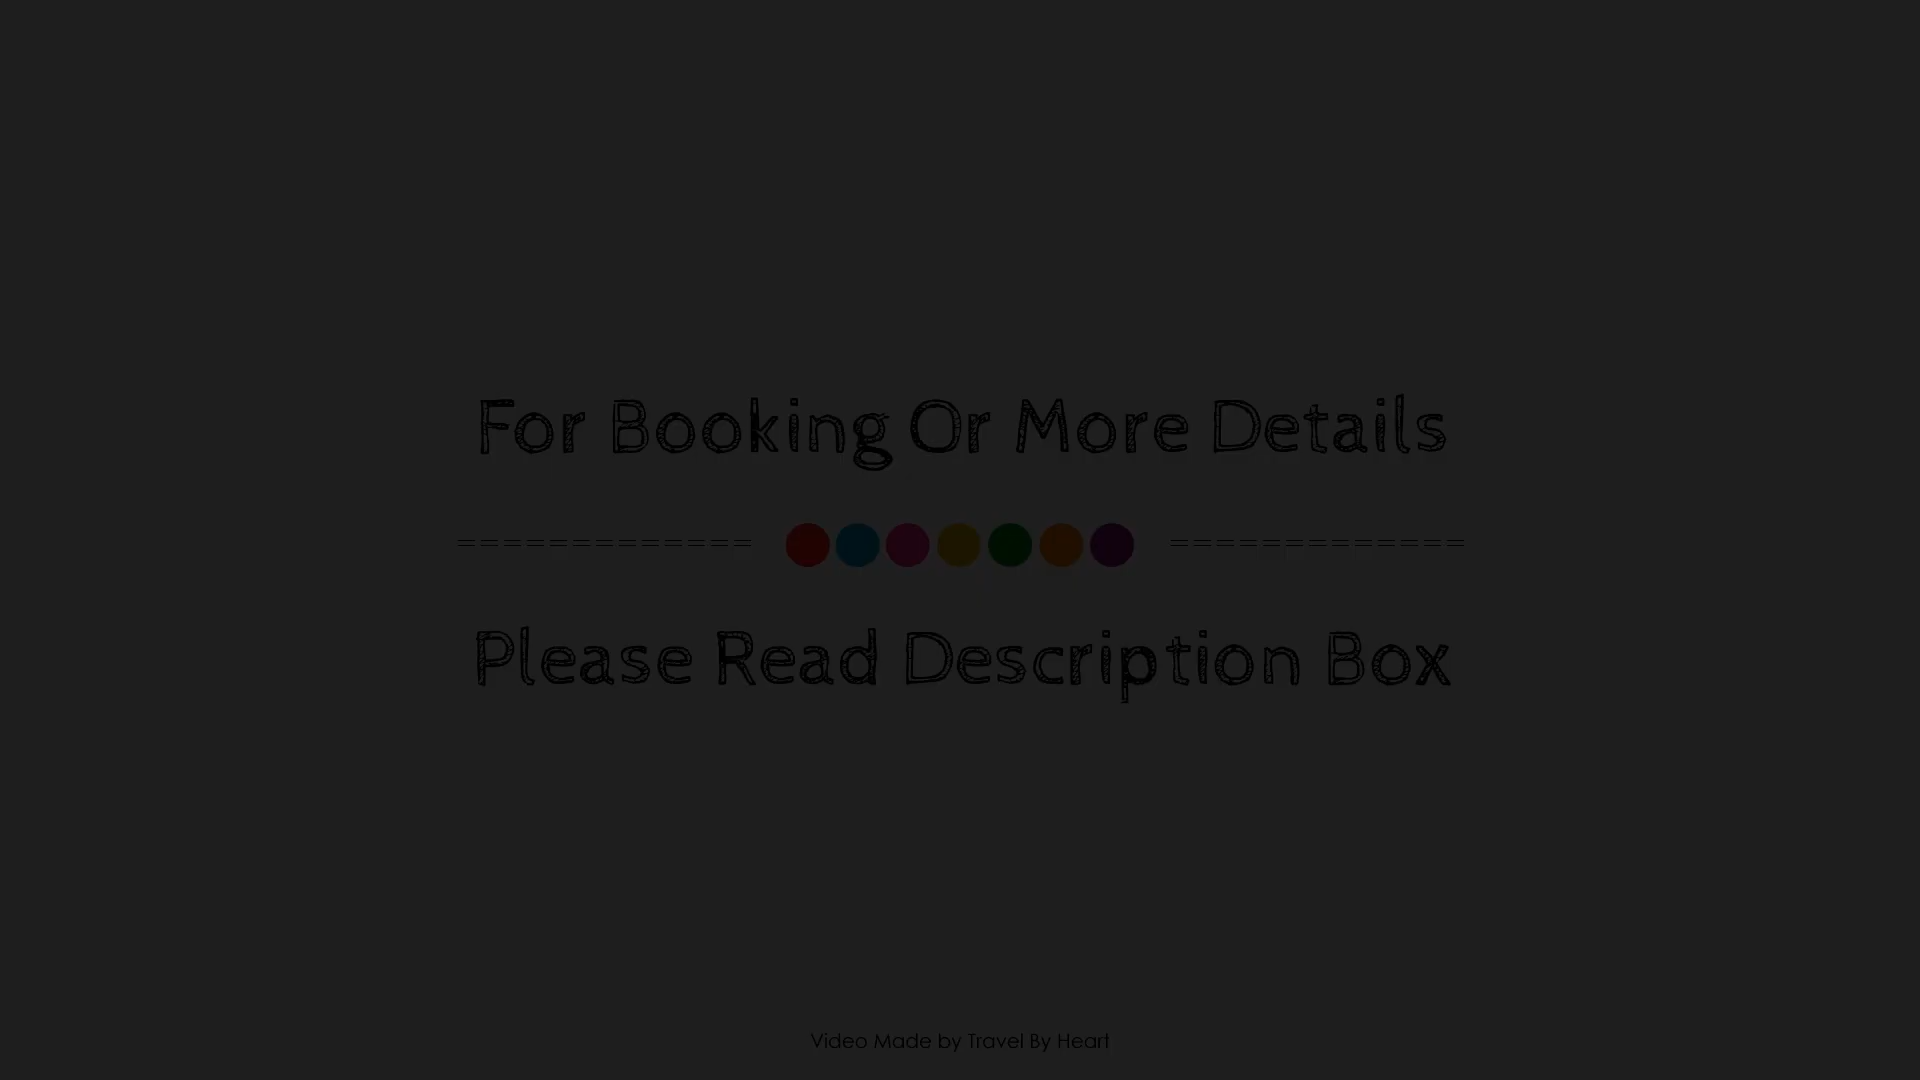 For Booking Or More Details
============= =============
Please Read Description Box
Video Made by Travel By Heart